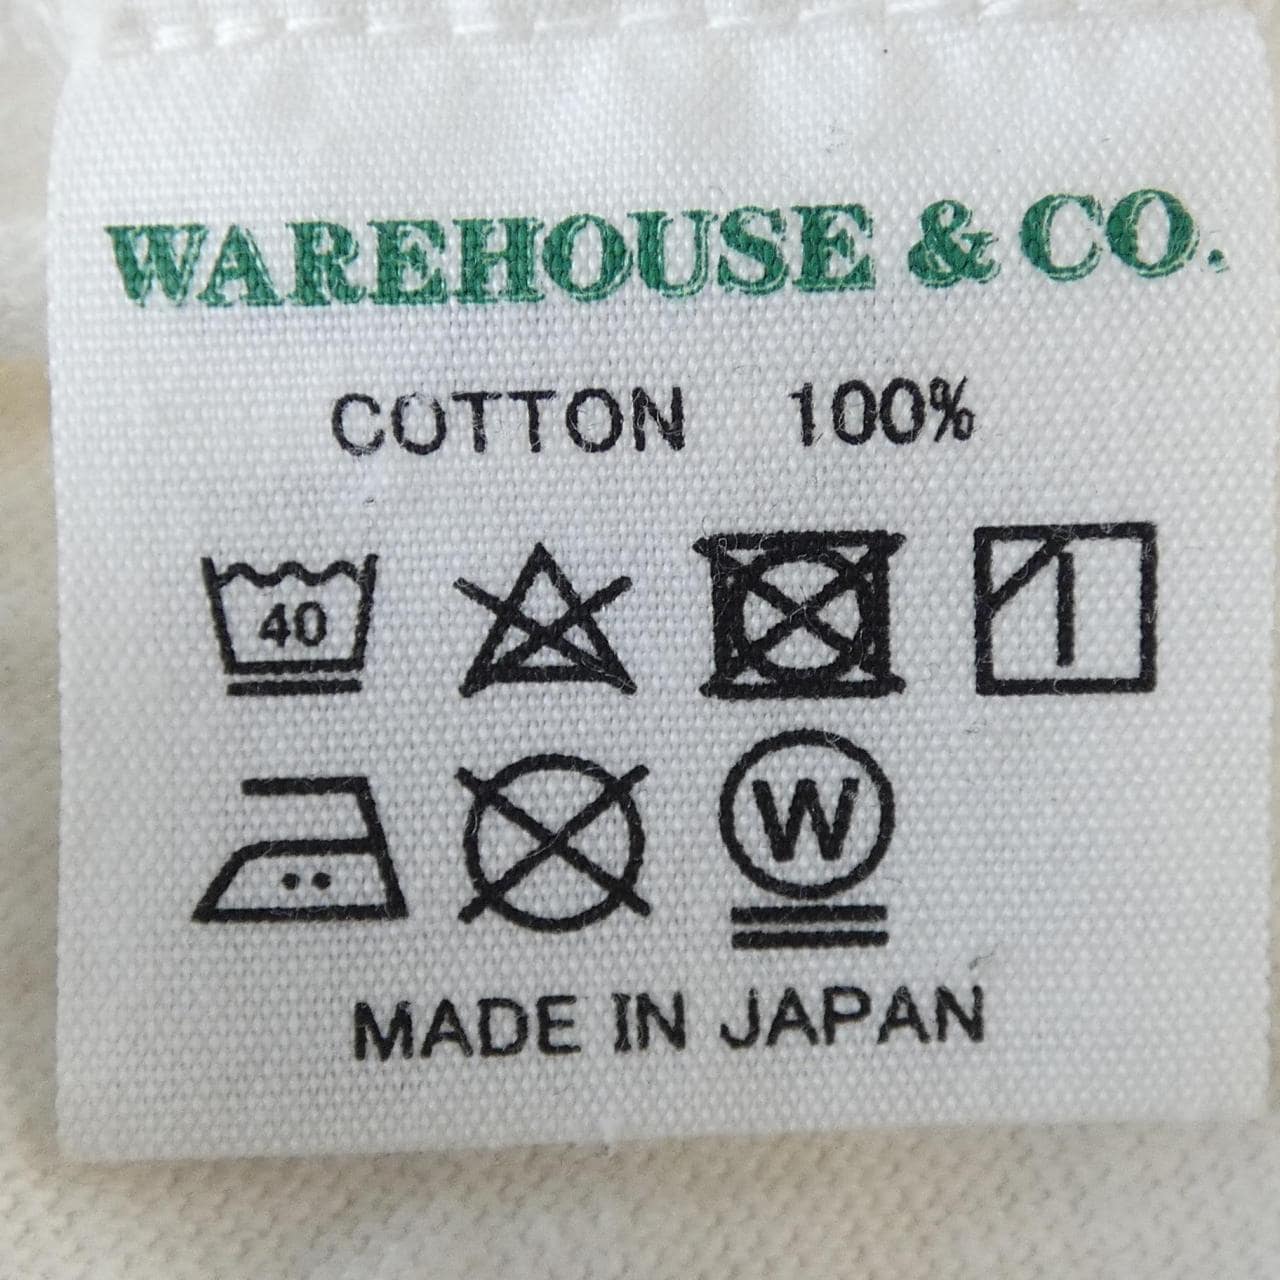 WAREHOUSE & CO.
COTTON 100%
40
W
MADE IN JAPAN